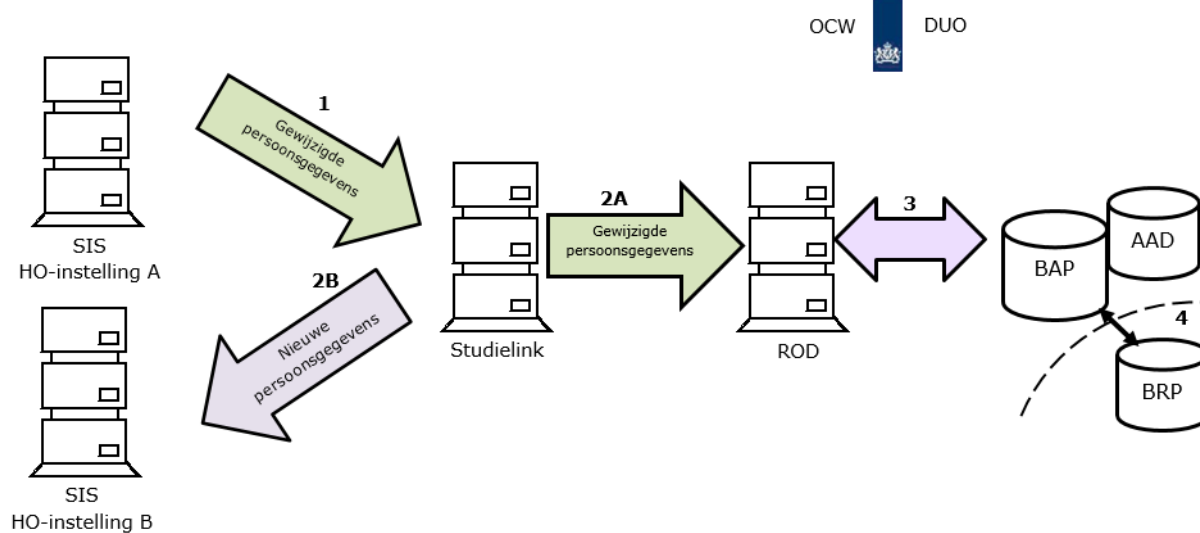 OCW DUO
1
Gewijzigde
persoonsgegevens
SIS
HO-instelling A
2A
Gewijzigde
persoonsgegevens
3
AAD
BAP
4
BRP
2B
Nieuwe
persoonsgegevens
Studielink
ROD
SIS
HO-instelling B